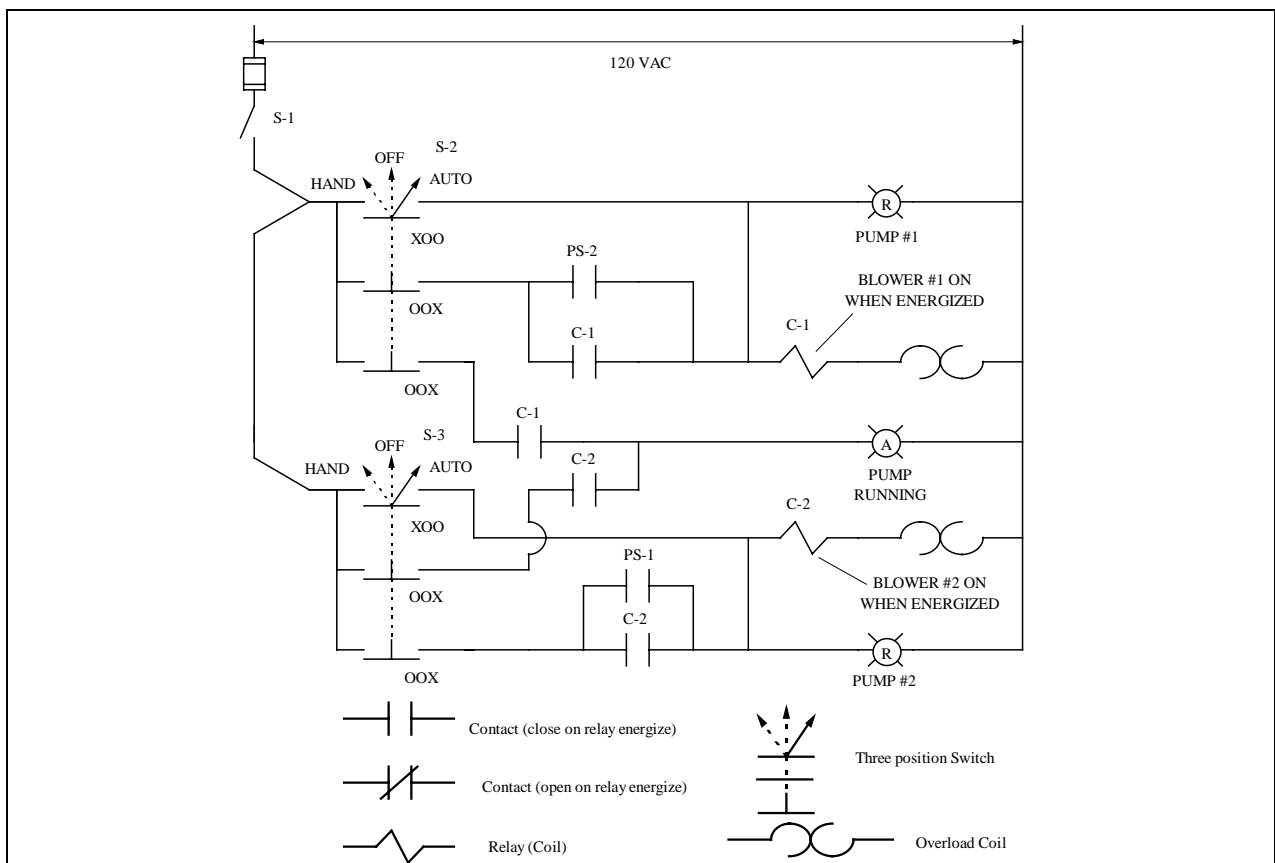 120 VAC
S-1
S-2
OFF
HAND
AUTO
XOO
R
PUMP #1
PS-2
BLOWER #1 ON
WHEN ENERGIZED
OOX
C-1
C-1
OOX
C-1
A
PUMP
RUNNING
S-3
OFF
HAND
AUTO
C-2
XOO
C-2
PS-1
BLOWER #2 ON
WHEN ENERGIZED
OOX
C-2
R
PUMP #2
OOX
Contact (close on relay energize)
Three position Switch
Contact (open on relay energize)
Relay (Coil)
Overload Coil